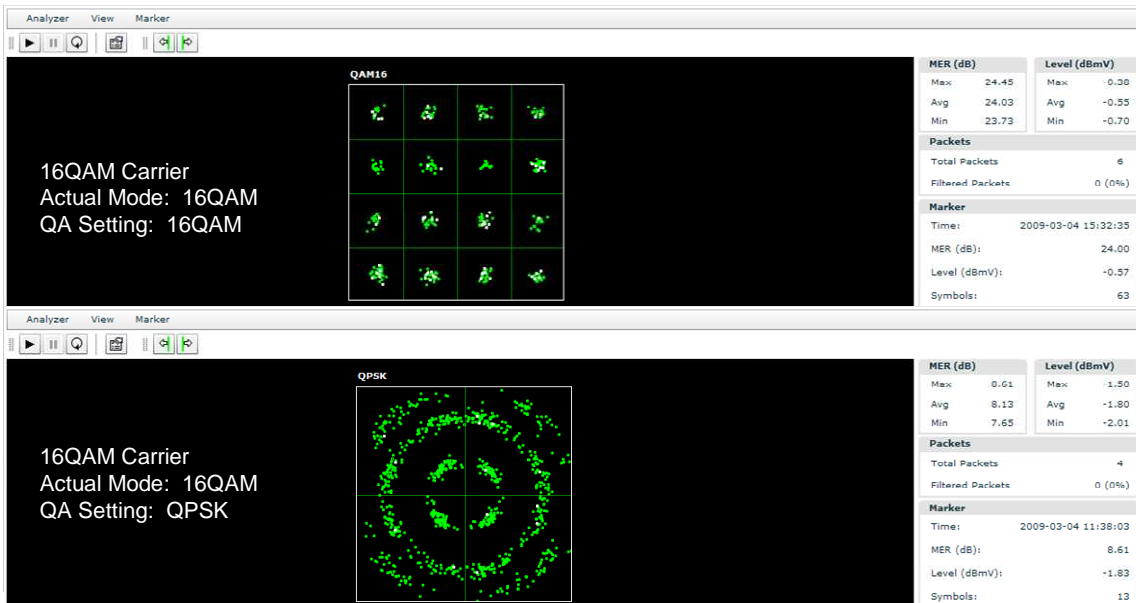 Analyzer View Marker
QAM16
16QAM Carrier
Actual Mode: 16QAM
QA Setting: 16QAM
MER (dB) Level (dBmV)
Max 24.45 Max -0.38
Avg 24.03 Avg -0.55
Min 23.73 Min -0.70
Packets
Total Packets 6
Filtered Packets 0 (0%)
Marker
Time: 2009-03-04 15:32:35
MER (dB): 24.00
Level (dBmV): -0.57
Symbols: 63
Analyzer View Marker
QPSK
16QAM Carrier
Actual Mode: 16QAM
QA Setting: QPSK
MER (dB) Level (dBmV)
Max 8.61 Max -1.50
Avg 8.13 Avg -1.80
Min 7.65 Min -2.01
Packets
Total Packets 4
Filtered Packets 0 (0%)
Marker
Time: 2009-03-04 11:38:03
MER (dB): 8.61
Level (dBmV): -1.83
Symbols: 13